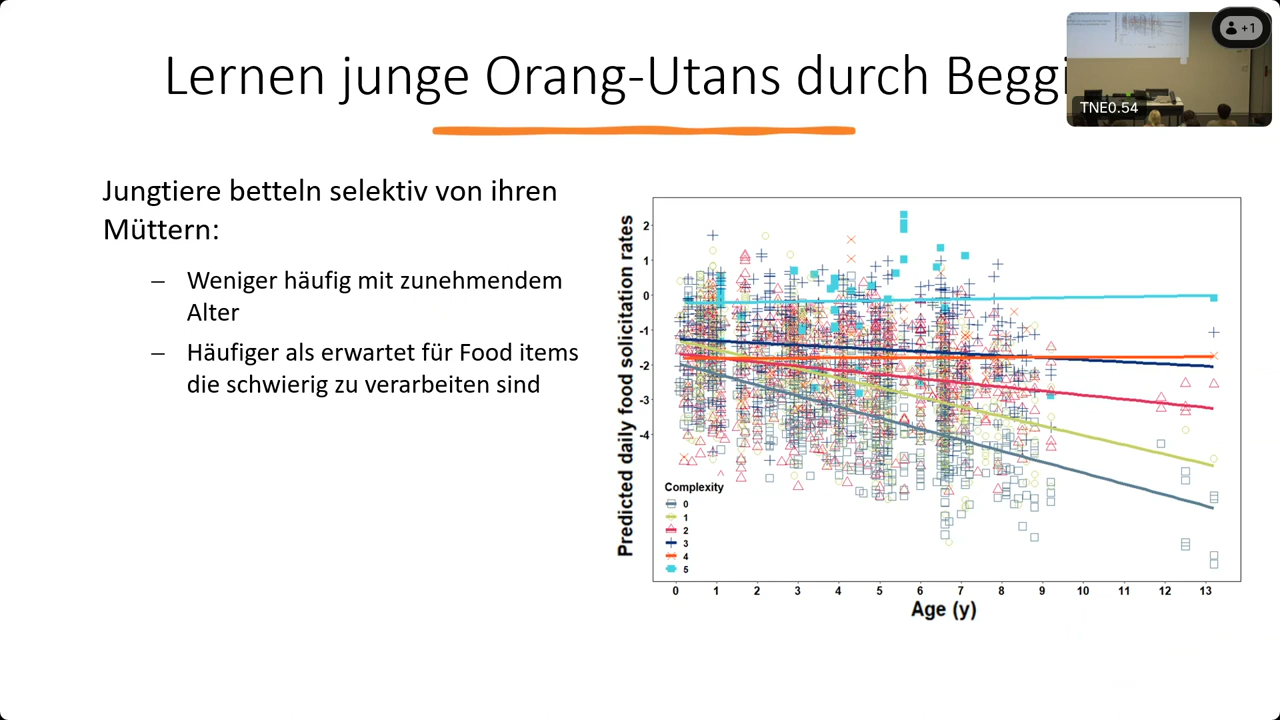 Lernen junge Orang-Utans durch Beggi
+1
TNE0.54
Jungtiere betteln selektiv von ihren
Müttern:
– Weniger häufig mit zunehmendem
Alter
– Häufiger als erwartet für Food items
die schwierig zu verarbeiten sind
Predicted daily food solicitation rates
2
1
0
-1
-2
-3
-4
Complexity
0
1
2
3
4
5
0 1 2 3 4 5 6 7 8 9 10 11 12 13
Age (y)